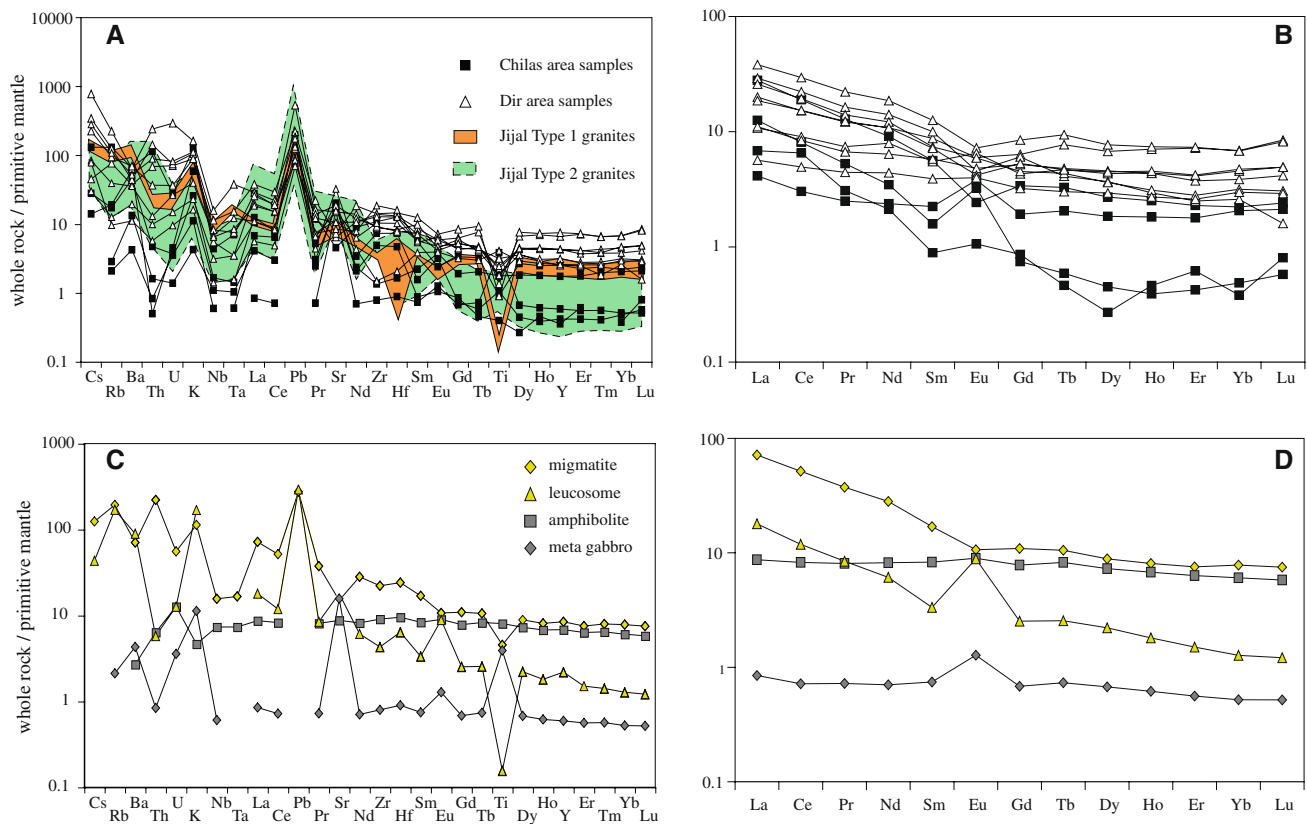 A
B
10000
1000
100
10
1
0.1
whole rock / primitive mantle
Chilas area samples
Dir area samples
Jijal Type 1 granites
Jijal Type 2 granites
Cs Ba U Nb La Pb Sr Zr Sm Gd Ti Ho Er Yb
Rb Th K Ta Ce Pr Nd Hf Eu Tb Dy Y Tm Lu
100
10
1
0.1
La Ce Pr Nd Sm Eu Gd Tb Dy Ho Er Yb Lu
C
D
1000
100
10
1
0.1
whole rock / primitive mantle
migmatite
leucosome
amphibolite
meta gabbro
Cs Ba U Nb La Pb Sr Zr Sm Gd Ti Ho Er Yb
Rb Th K Ta Ce Pr Nd Hf Eu Tb Dy Y Tm Lu
100
10
1
0.1
La Ce Pr Nd Sm Eu Gd Tb Dy Ho Er Yb Lu